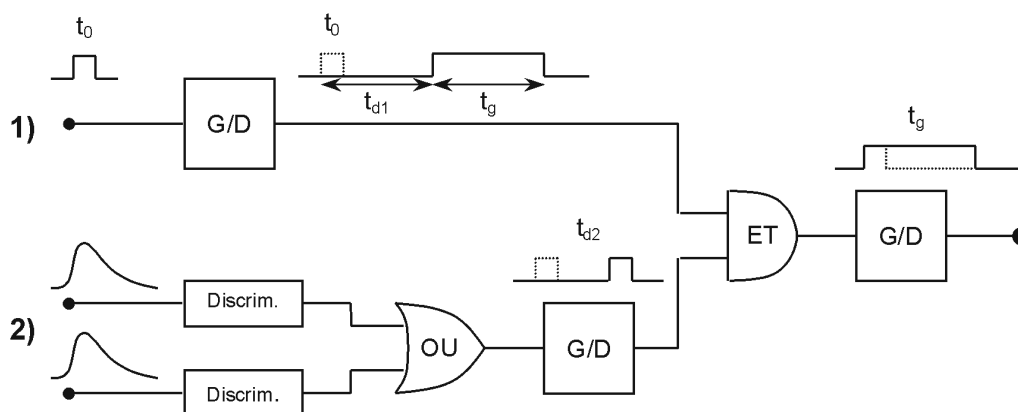 t0
t0
1)
G/D
td1
tg
tg
ET
G/D
td2
2)
Discrim.
OU
G/D
Discrim.